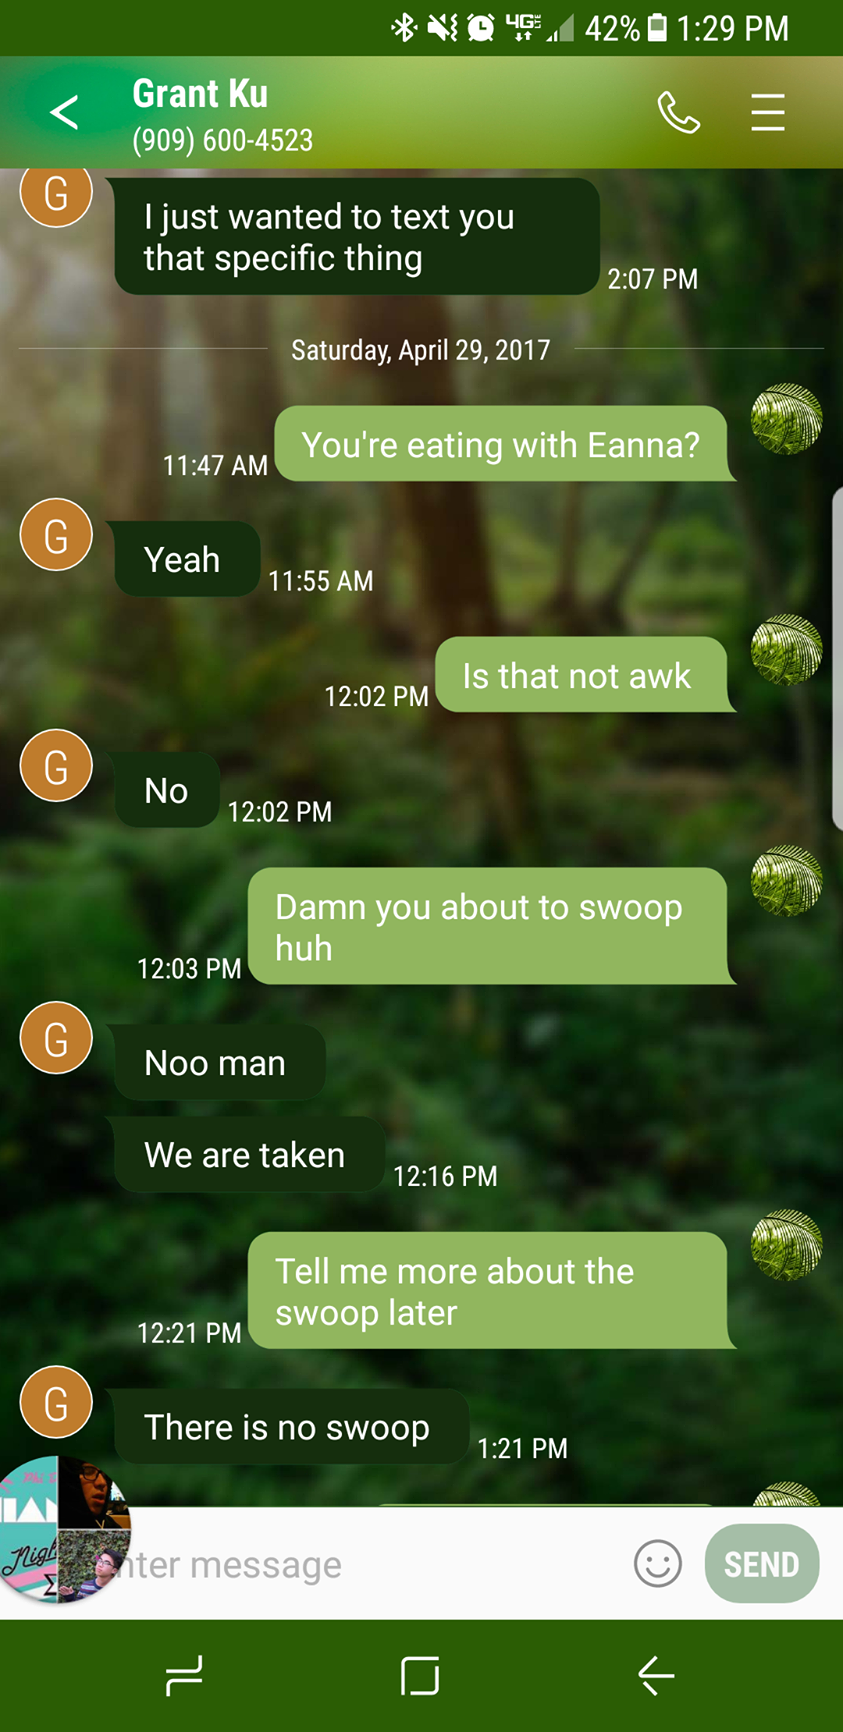 4G LTE 42% 1:29 PM
Grant Ku
(909) 600-4523
G
I just wanted to text you
that specific thing
2:07 PM
Saturday, April 29, 2017
You're eating with Eanna?
11:47 AM
G
Yeah
11:55 AM
Is that not awk
12:02 PM
G
No
12:02 PM
Damn you about to swoop
huh
12:03 PM
G
Noo man
We are taken
12:16 PM
Tell me more about the
swoop later
12:21 PM
G
There is no swoop
1:21 PM
nter message
SEND